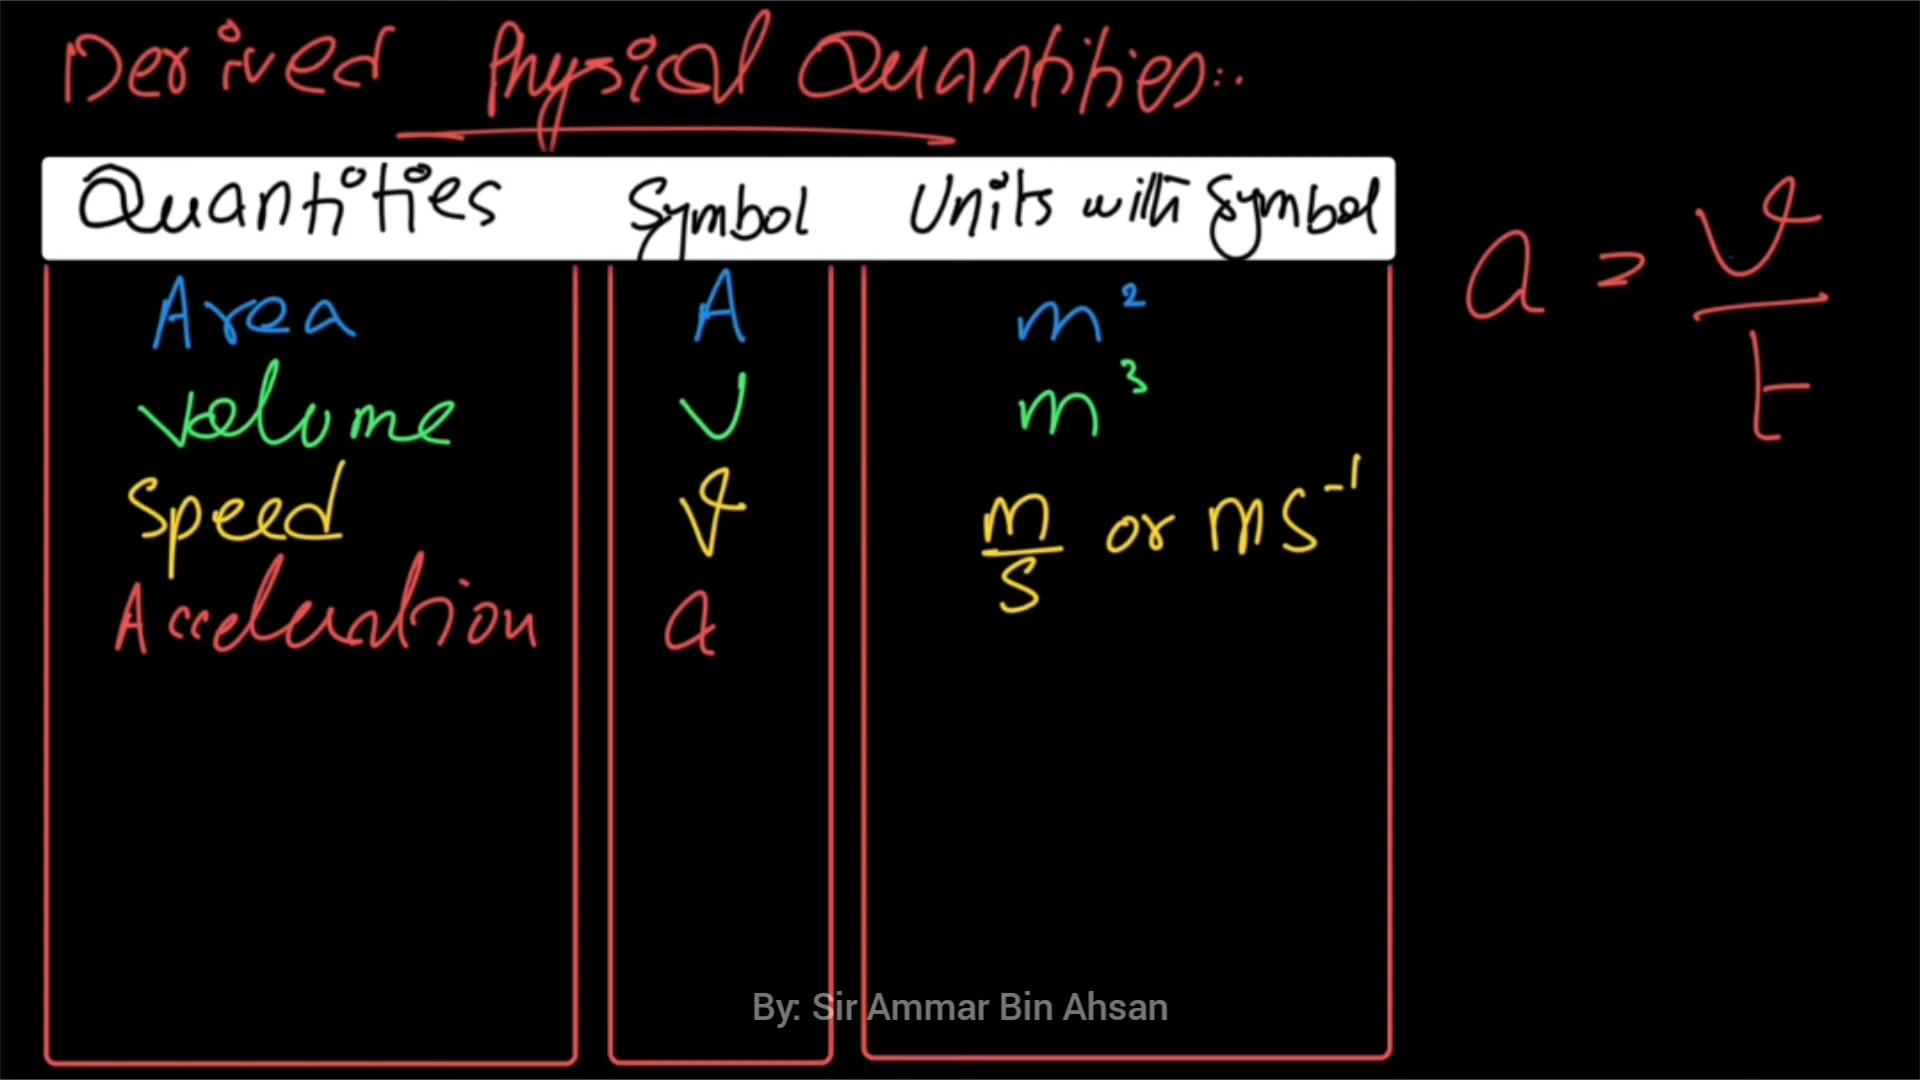 Derived Physical Quantities:.
Quantities Symbol Units with Symbol
Area A m²
Volume V m³
Speed v m/s or ms⁻¹
Acceleration a
a = v/t
By: Sir Ammar Bin Ahsan